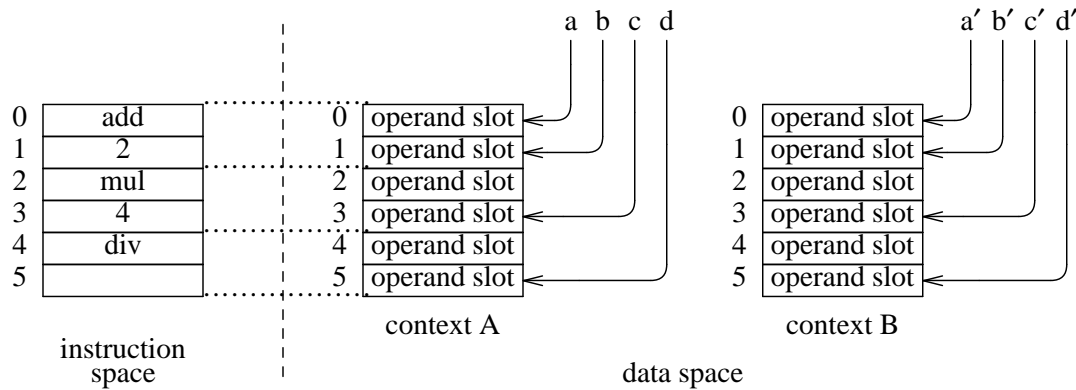 a b c d a′ b′ c′ d′
0 add 0 operand slot 0 operand slot
1 2 1 operand slot 1 operand slot
2 mul 2 operand slot 2 operand slot
3 4 3 operand slot 3 operand slot
4 div 4 operand slot 4 operand slot
5 5 operand slot 5 operand slot
context A context B
instruction
space data space